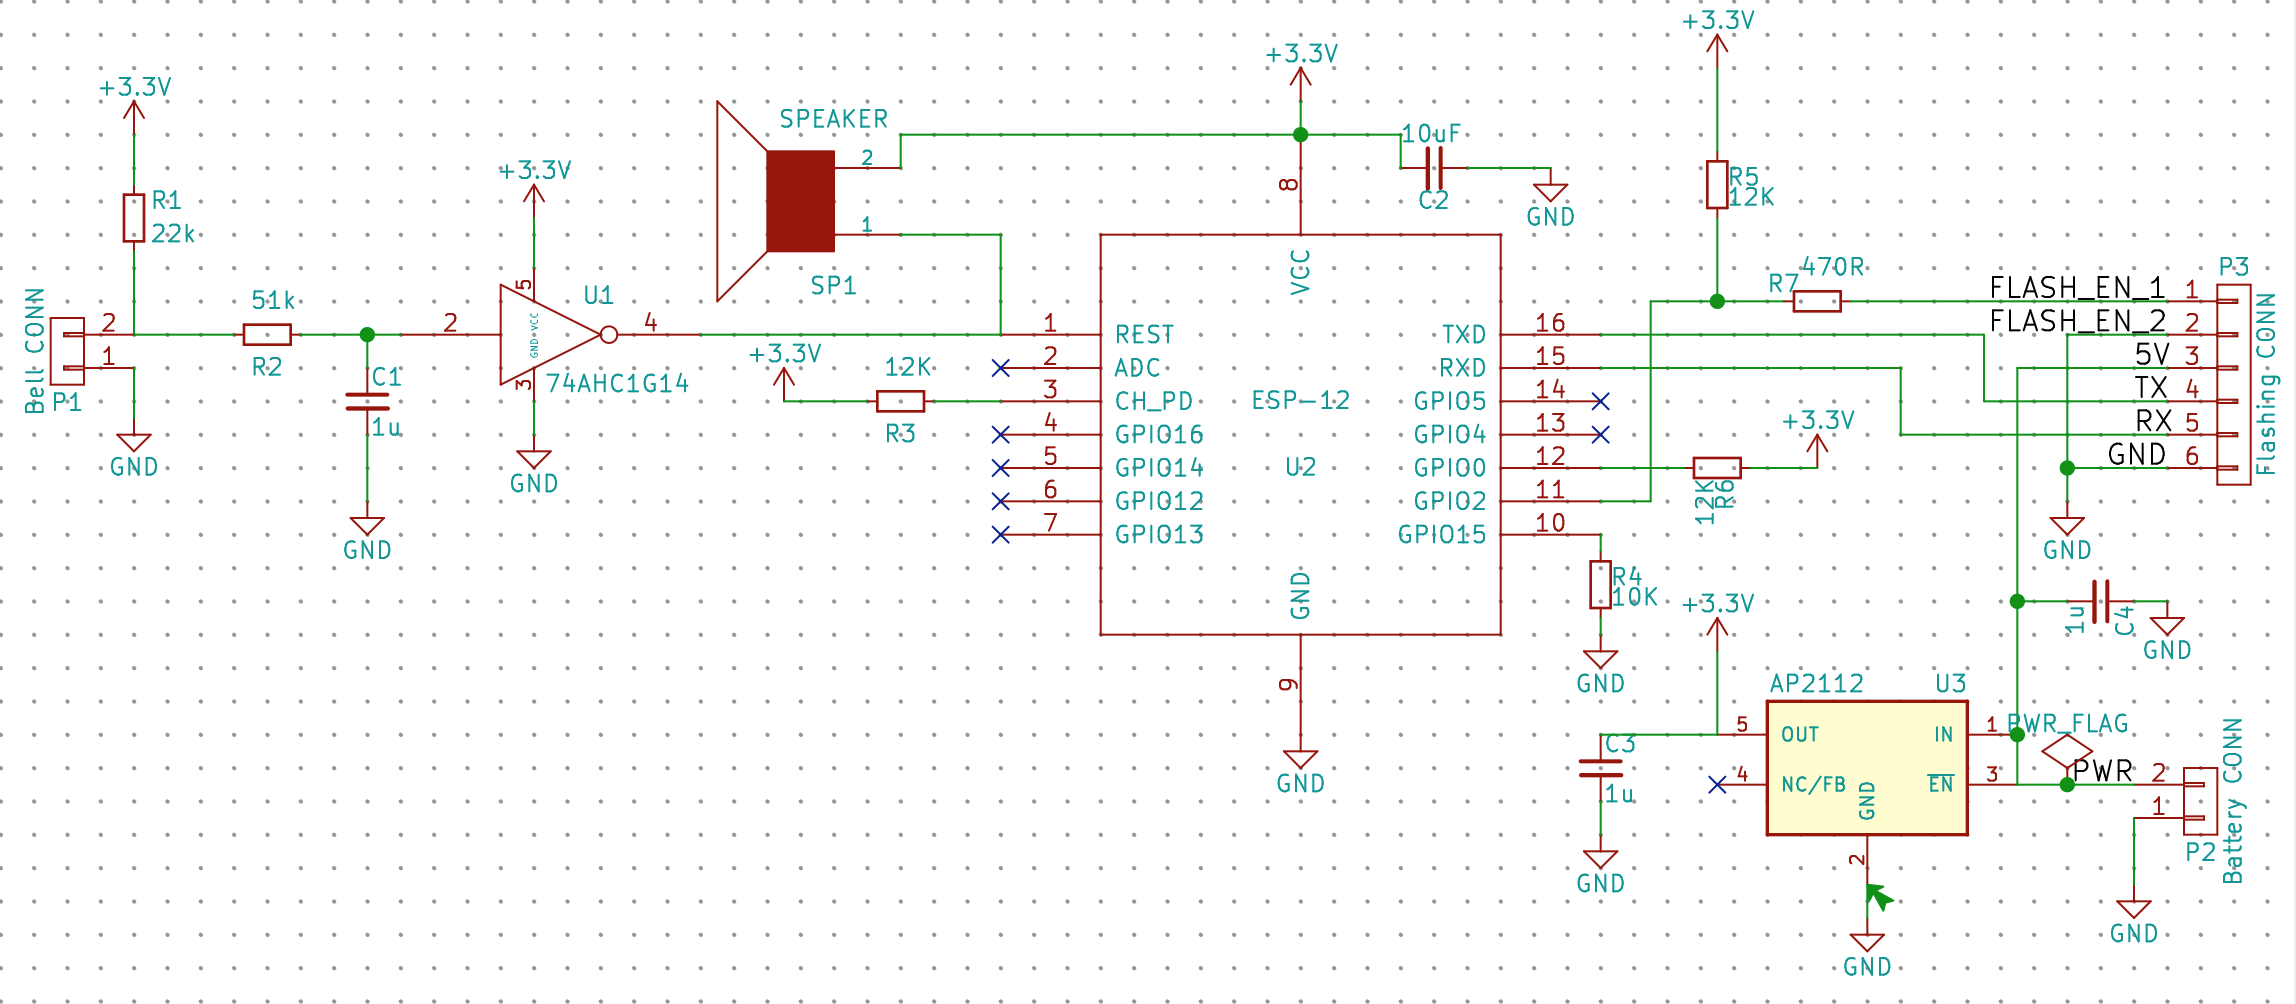 +3.3V
R1
22k
Bell CONN
2
1
P1
GND
51k
R2
C1
1u
GND
+3.3V
5
2
GND
VCC
U1
4
3
74AHC1G14
GND
SPEAKER
2
1
SP1
+3.3V
12K
R3
+3.3V
8
VCC
10uF
C2
GND
1 REST
2 ADC
3 CH_PD
4 GPIO16
5 GPIO14
6 GPIO12
7 GPIO13
ESP-12
U2
TXD 16
RXD 15
GPIO5 14
GPIO4 13
GPIO0 12
GPIO2 11
GPIO15 10
GND
9
GND
+3.3V
R5
12K
R7
470R
+3.3V
12K
R6
R4
10K
GND
P3
FLASH_EN_1 1
FLASH_EN_2 2
5V 3
TX 4
RX 5
GND 6
Flashing CONN
GND
1u
C4
GND
+3.3V
AP2112
U3
5 OUT
4 NC/FB
IN 1
EN 3
GND
2
GND
C3
1u
GND
PWR_FLAG
PWR 2
1
P2
Battery CONN
GND